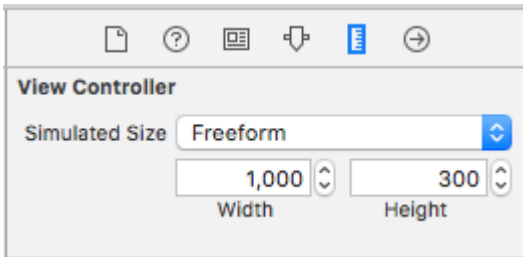 View Controller
Simulated Size Freeform
1,000 300
Width Height